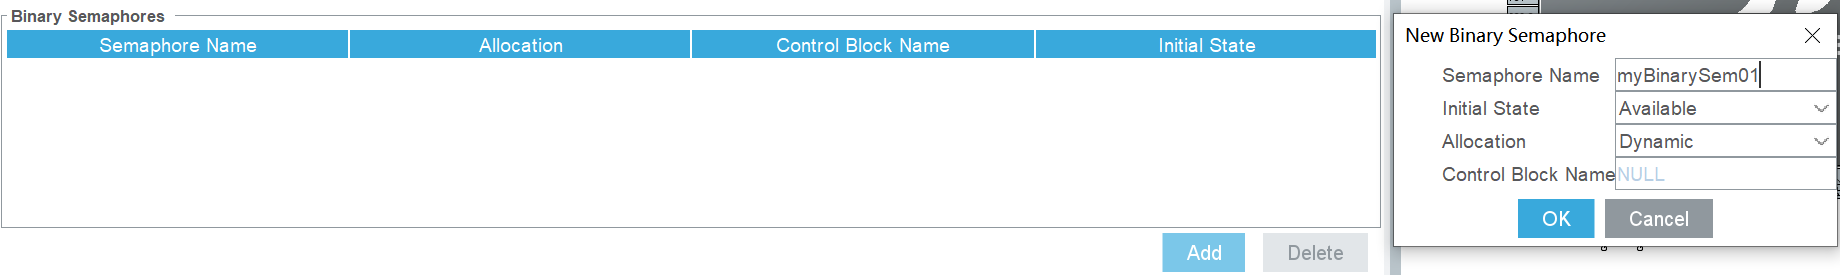 Binary Semaphores
Semaphore Name Allocation Control Block Name Initial State
Add Delete
New Binary Semaphore
Semaphore Name myBinarySem01
Initial State Available
Allocation Dynamic
Control Block Name NULL
OK Cancel